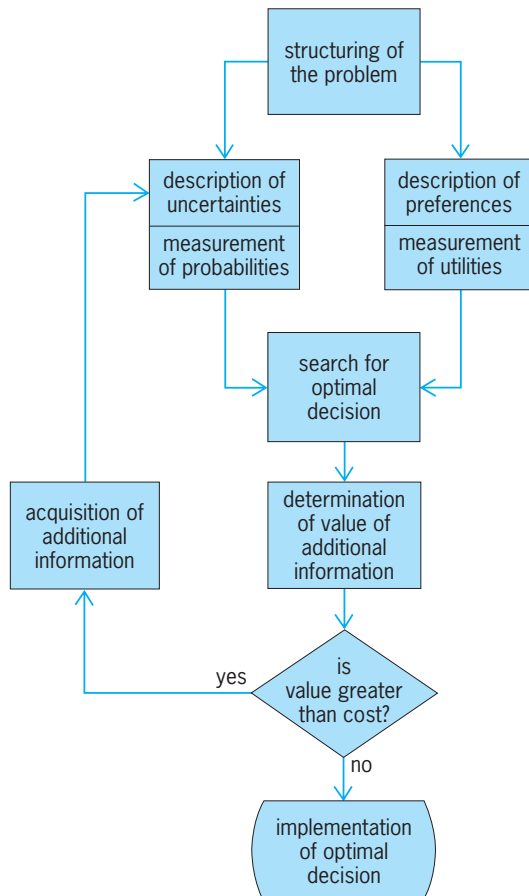 structuring of
the problem
description of
uncertainties
measurement
of probabilities
description of
preferences
measurement
of utilities
search for
optimal
decision
acquisition of
additional
information
determination
of value of
additional
information
yes
is
value greater
than cost?
no
implementation
of optimal
decision